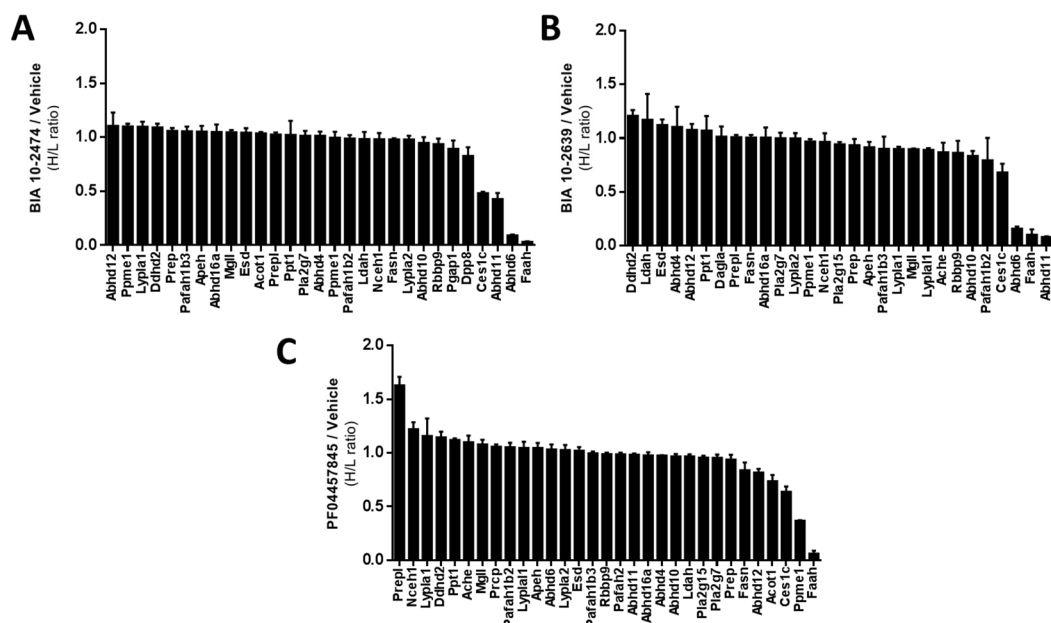 A
BIA 10-2474 / Vehicle
(H/L ratio)
2.0
1.5
1.0
0.5
0.0
Abhd12
Ppme1
Lypla1
Ddhd2
Prep
Pafah1b3
Apeh
Abhd16a
Mgll
Esd
Acot1
Prepl
Ppt1
Pla2g7
Abhd4
Ppme1
Pafah1b2
Ldah
Nceh1
Fasn
Lypla2
Abhd10
Rbbp9
Pgap1
Dpp8
Ces1c
Abhd11
Abhd6
Faah
B
BIA 10-2639 / Vehicle
(H/L ratio)
2.0
1.5
1.0
0.5
0.0
Ddhd2
Ldah
Esd
Abhd4
Abhd12
Ppt1
Dagla
Prepl
Fasn
Abhd16a
Pla2g7
Lypla2
Ppme1
Nceh1
Pla2g15
Prep
Apeh
Pafah1b3
Lypla1
Mgll
Lyplal1
Ache
Rbbp9
Abhd10
Pafah1b2
Ces1c
Abhd6
Faah
Abhd11
C
PF04457845 / Vehicle
(H/L ratio)
2.0
1.5
1.0
0.5
0.0
Prepl
Nceh1
Lypla1
Ddhd2
Ppt1
Ache
Mgll
Prcp
Pafah1b2
Lyplal1
Apeh
Abhd6
Lypla2
Esd
Pafah1b3
Rbbp9
Pafah2
Abhd11
Abhd16a
Abhd4
Abhd10
Ldah
Pla2g15
Pla2g7
Prep
Fasn
Abhd12
Acot1
Ces1c
Ppme1
Faah